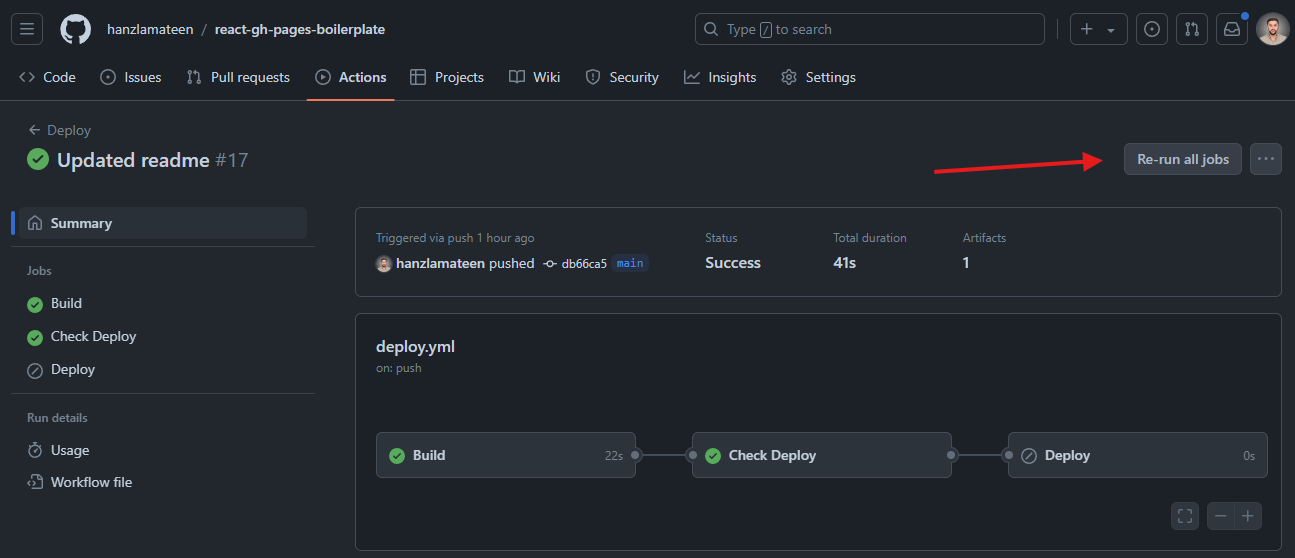 hanzlamateen / react-gh-pages-boilerplate
Type / to search
Code Issues Pull requests Actions Projects Wiki Security Insights Settings
Deploy
Updated readme #17
Re-run all jobs
Summary
Jobs
Build
Check Deploy
Deploy
Run details
Usage
Workflow file
Triggered via push 1 hour ago
hanzlamateen pushed db66ca5 main
Status
Success
Total duration
41s
Artifacts
1
deploy.yml
on: push
Build 22s
Check Deploy
Deploy 0s